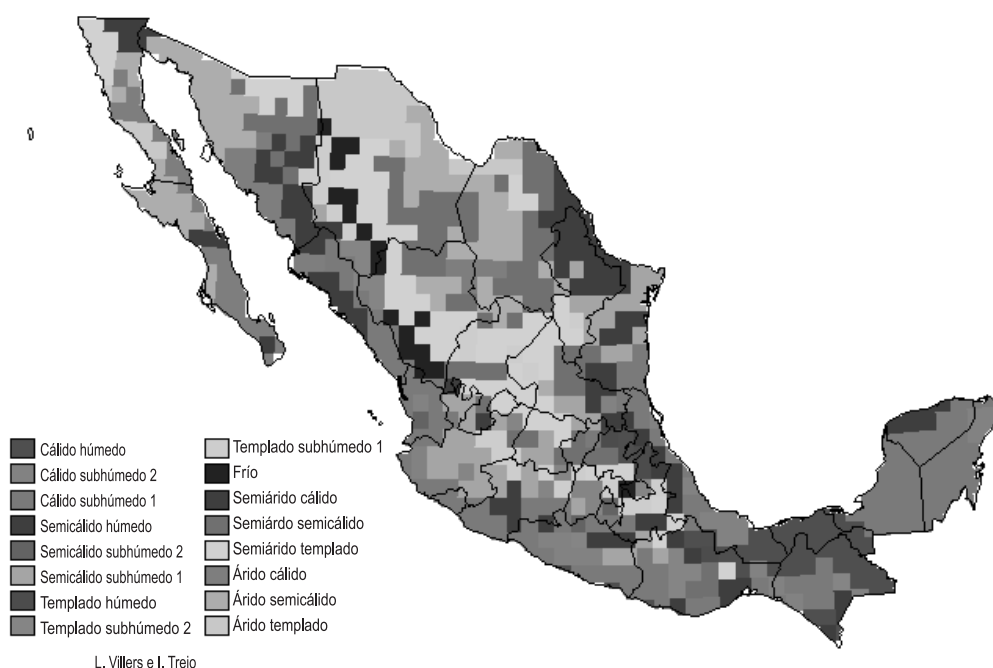 Cálido húmedo
Cálido subhúmedo 2
Cálido subhúmedo 1
Semicálido húmedo
Semicálido subhúmedo 2
Semicálido subhúmedo 1
Templado húmedo
Templado subhúmedo 2
Templado subhúmedo 1
Frío
Semiárido cálido
Semiárdo semicálido
Semiárido templado
Árido cálido
Árido semicálido
Árido templado
L. Villers e I. Trejo